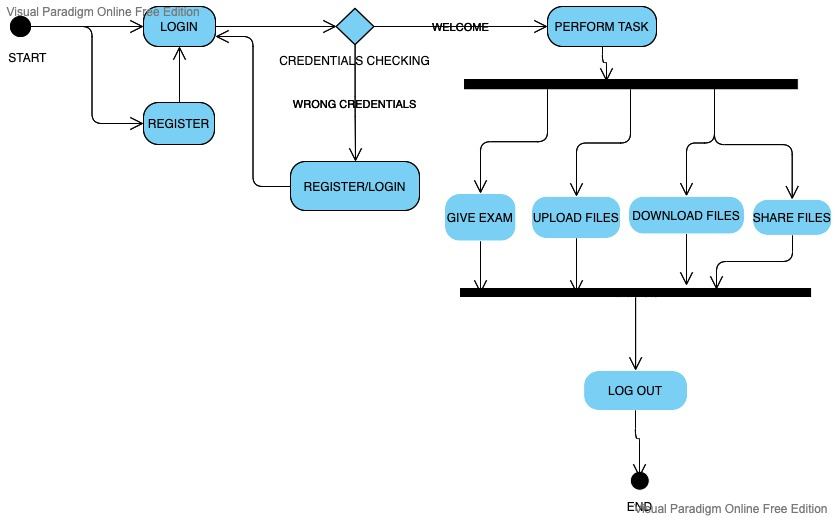 Visual Paradigm Online Free Edition
LOGIN
WELCOME
PERFORM TASK
START
CREDENTIALS CHECKING
WRONG CREDENTIALS
REGISTER
REGISTER/LOGIN
GIVE EXAM
UPLOAD FILES
DOWNLOAD FILES
SHARE FILES
LOG OUT
END
Visual Paradigm Online Free Edition